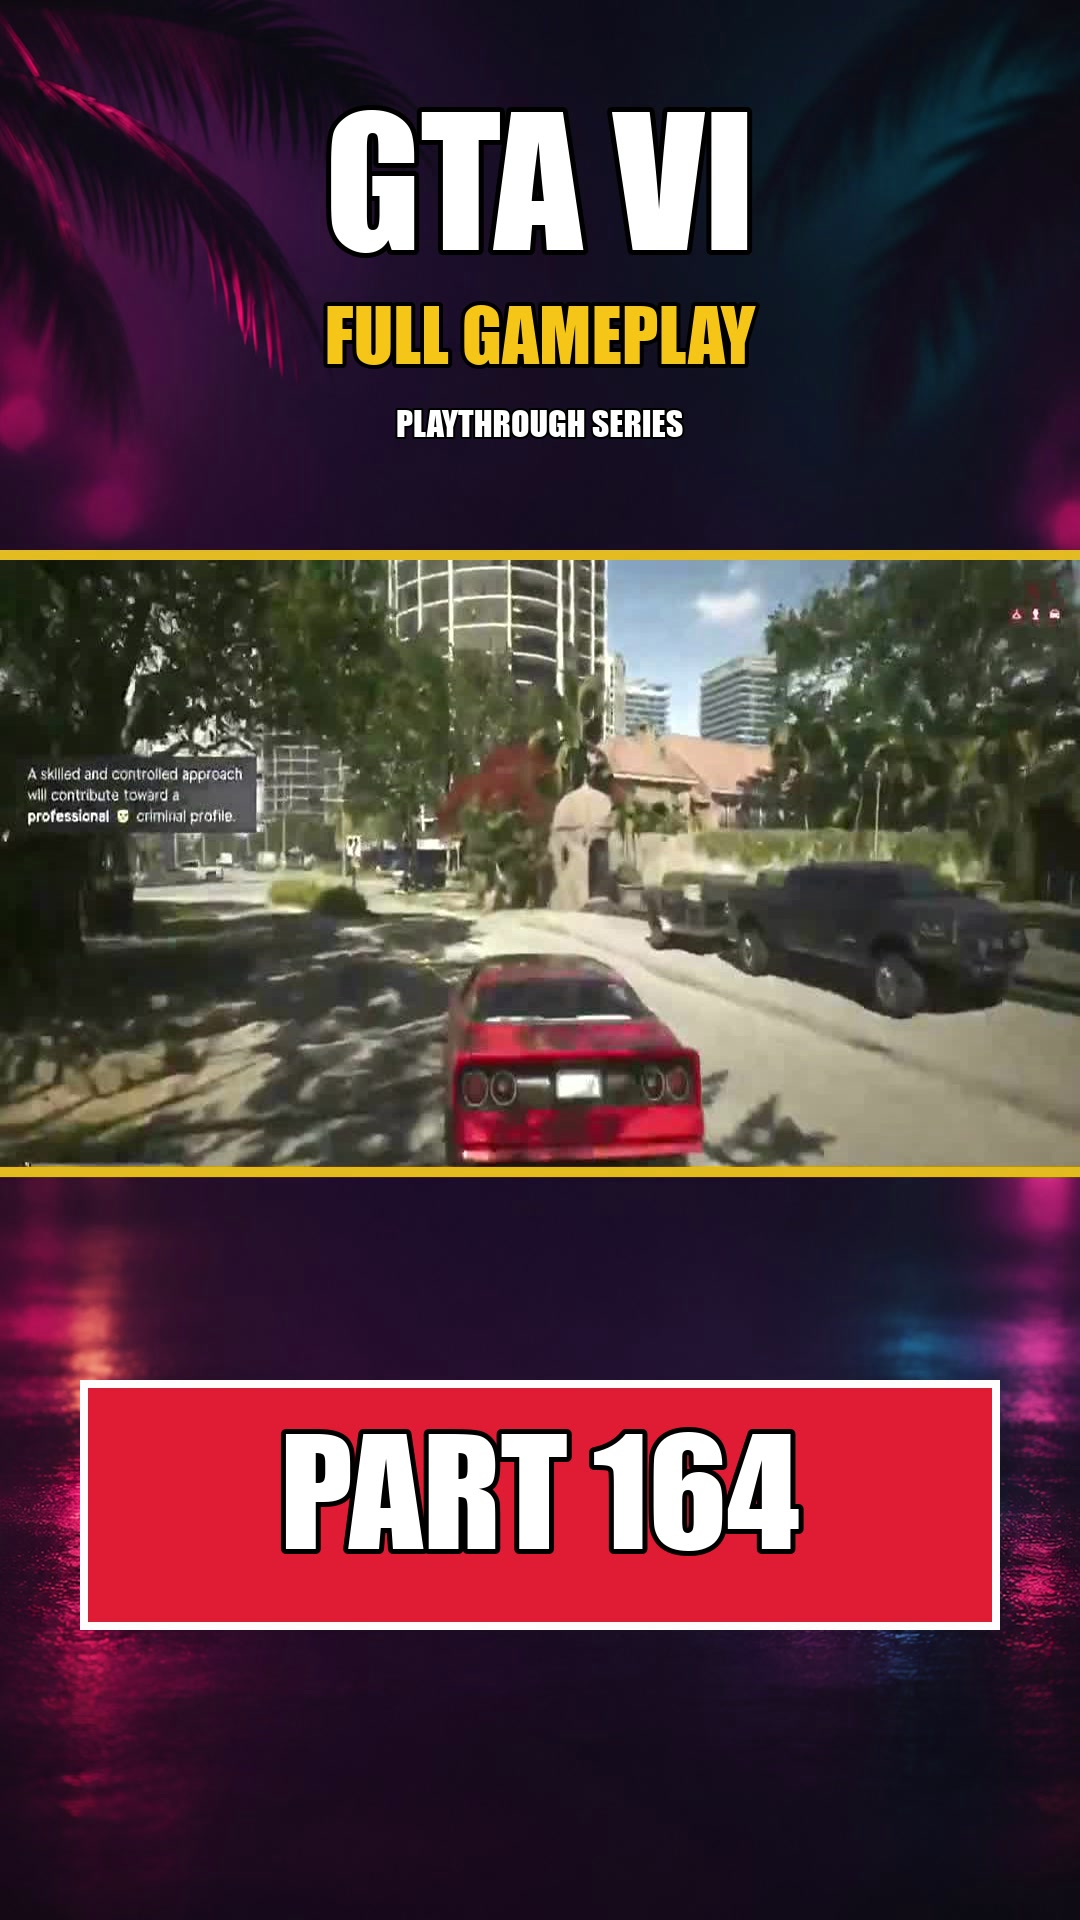 GTA VI
FULL GAMEPLAY
PLAYTHROUGH SERIES
A skilled and controlled approach
will contribute toward a
professional criminal profile.
PART 164